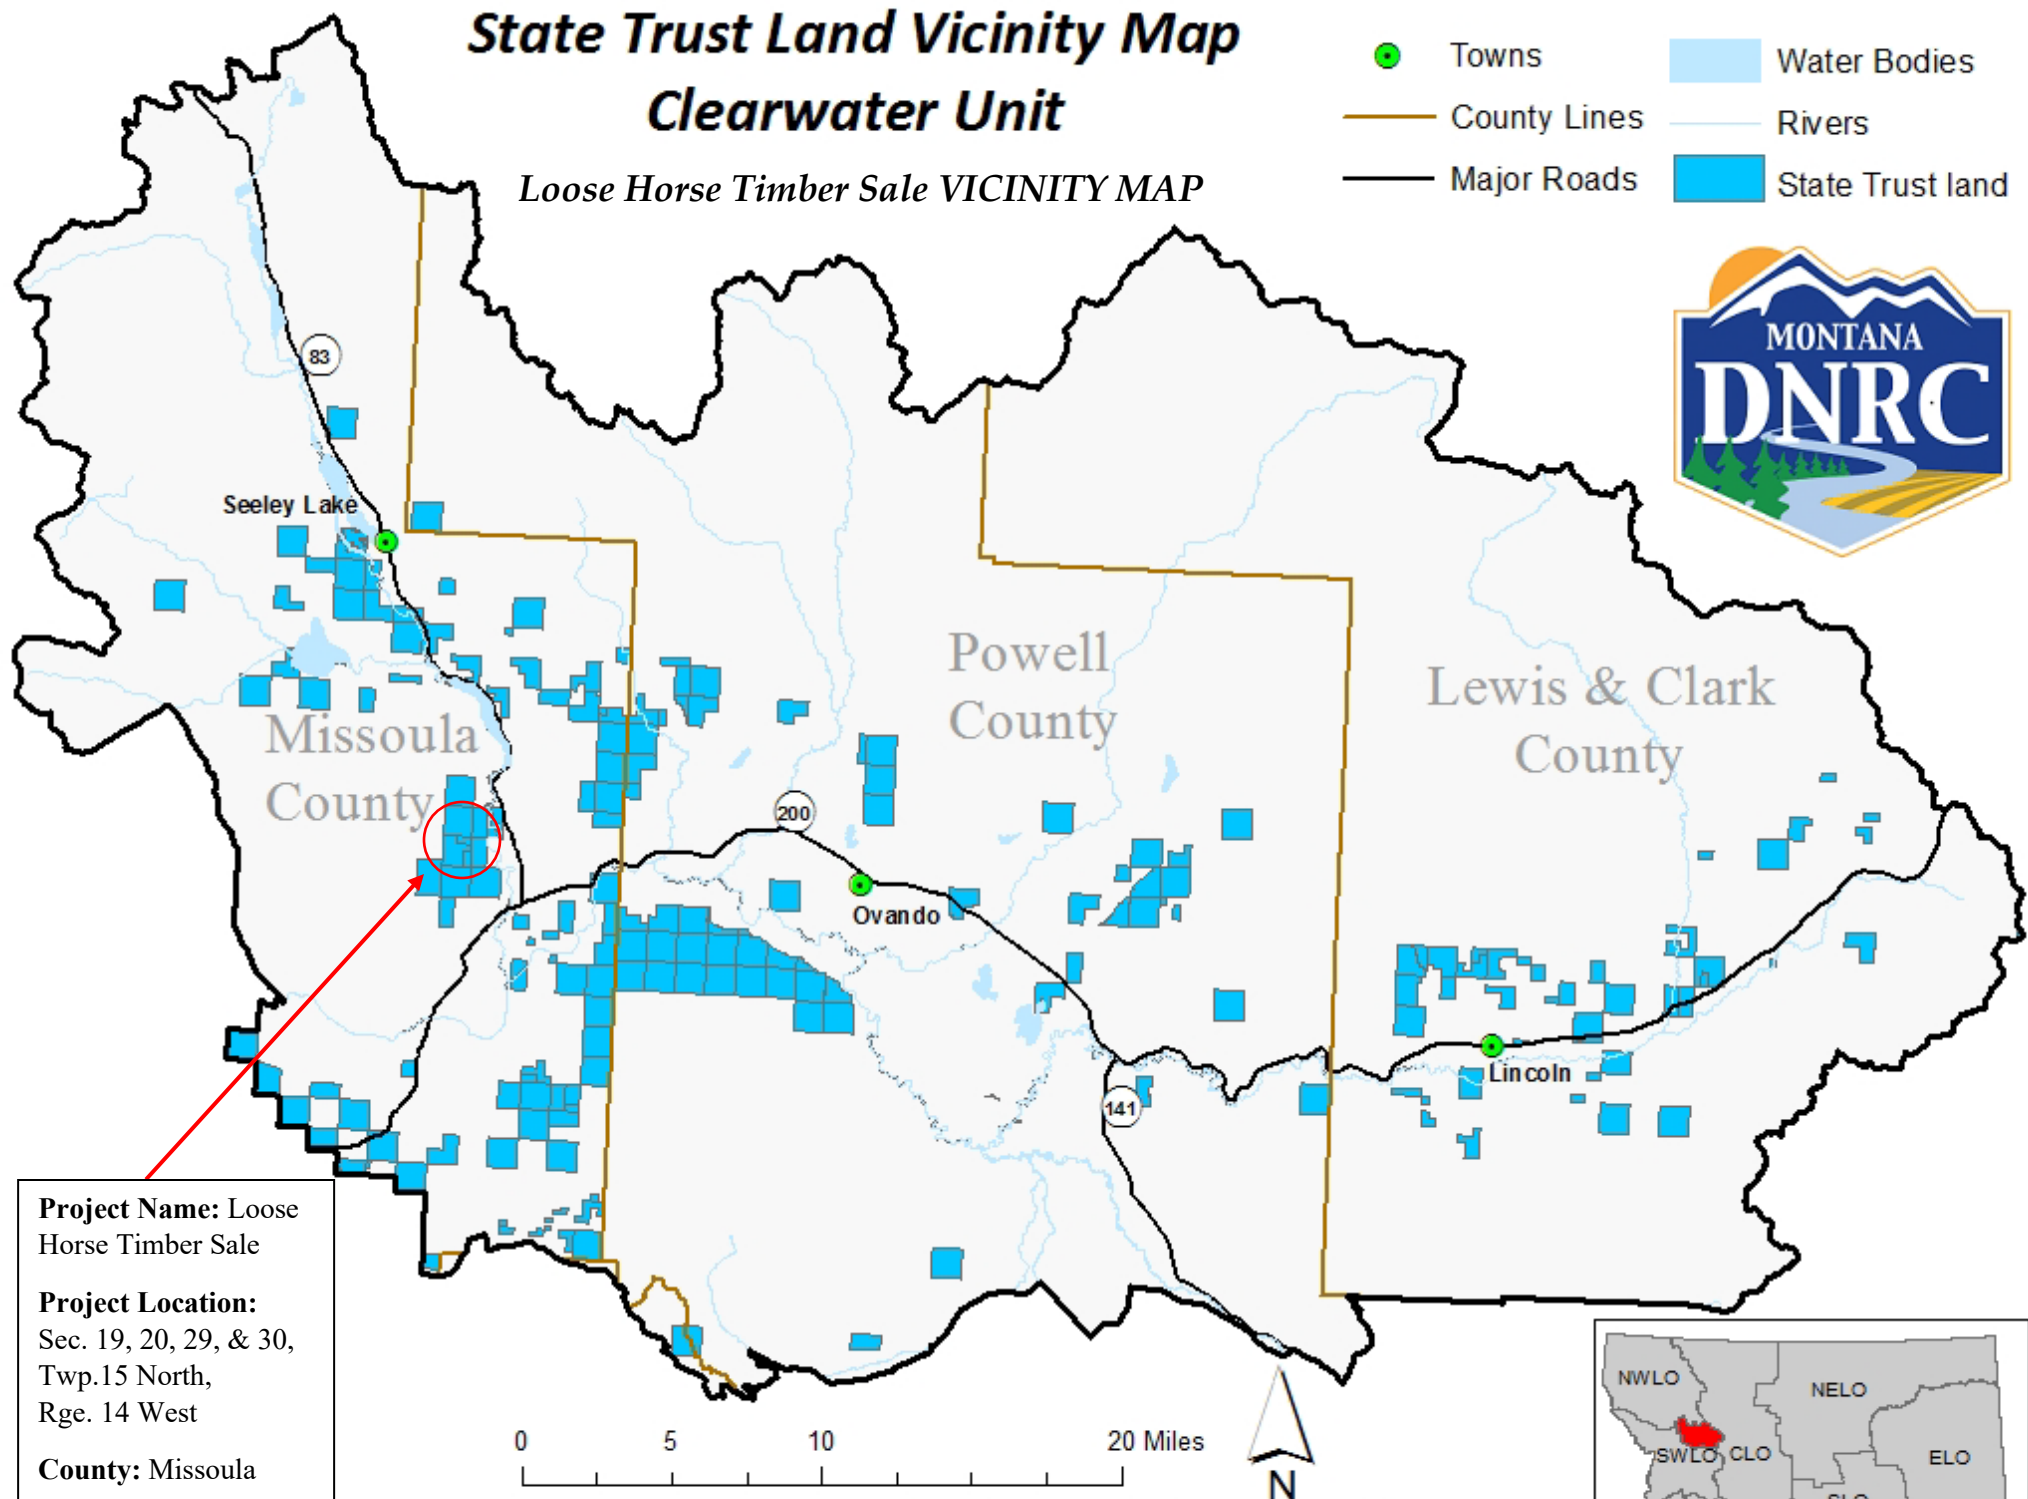 State Trust Land Vicinity Map
Clearwater Unit
Loose Horse Timber Sale VICINITY MAP
Towns
County Lines
Major Roads
Water Bodies
Rivers
State Trust land
MONTANA
DNRC
83
Seeley Lake
Missoula
County
Powell
County
Lewis & Clark
County
200
Ovando
Lincoln
141
Project Name: Loose
Horse Timber Sale
Project Location:
Sec. 19, 20, 29, & 30,
Twp.15 North,
Rge. 14 West
County: Missoula
0 5 10 20 Miles
N
NWLO
NELO
SWLO
CLO
ELO